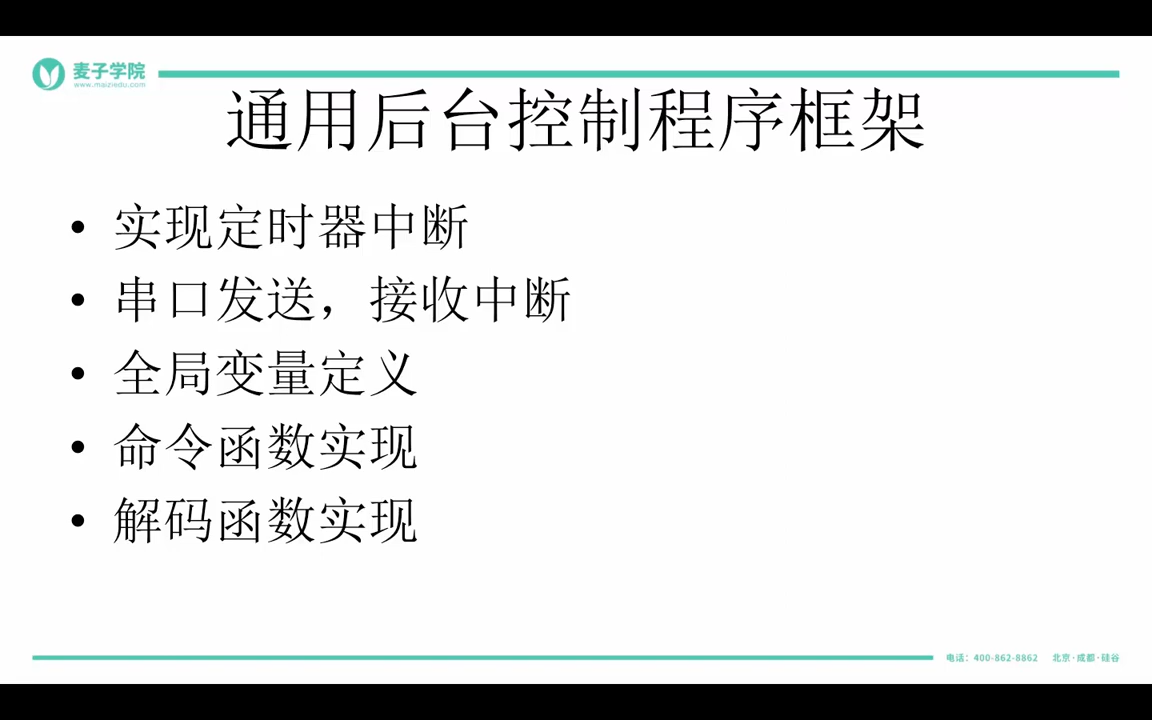 麦子学院
www.maiziedu.com
通用后台控制程序框架
• 实现定时器中断
• 串口发送，接收中断
• 全局变量定义
• 命令函数实现
• 解码函数实现
电话：400-862-8862 北京·成都·硅谷